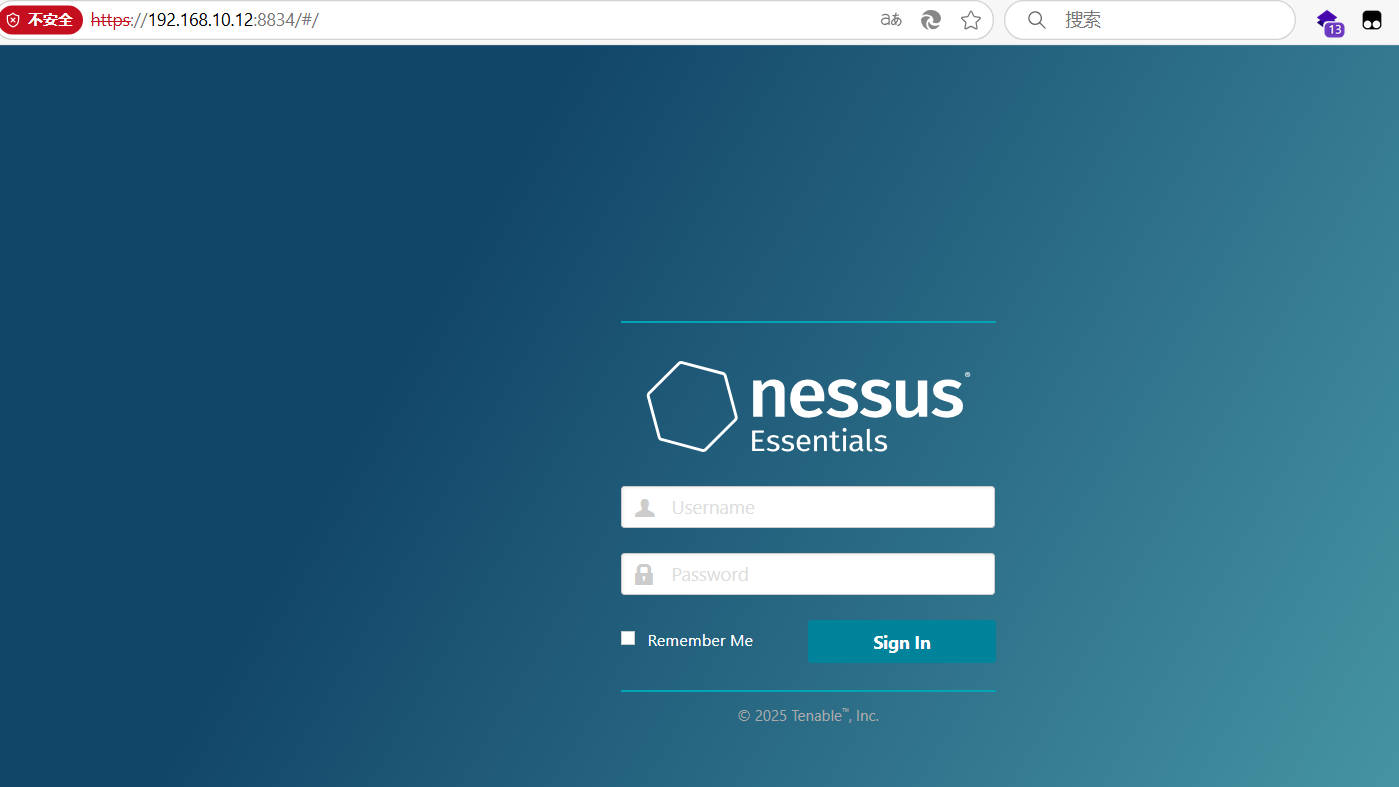 不安全 https://192.168.10.12:8834/#/ aあ 搜索 13
nessus®
Essentials
Username
Password
Remember Me Sign In
© 2025 Tenable™, Inc.